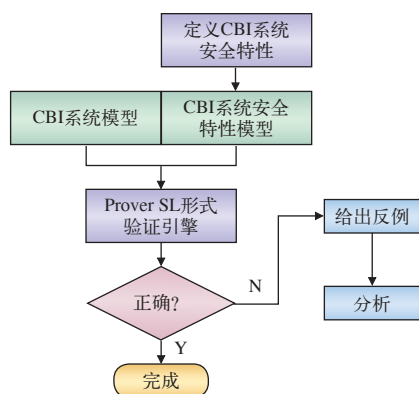 定义CBI系统
安全特性
CBI系统模型
CBI系统安全
特性模型
Prover SL形式
验证引擎
给出反例
正确?
N
分析
Y
完成